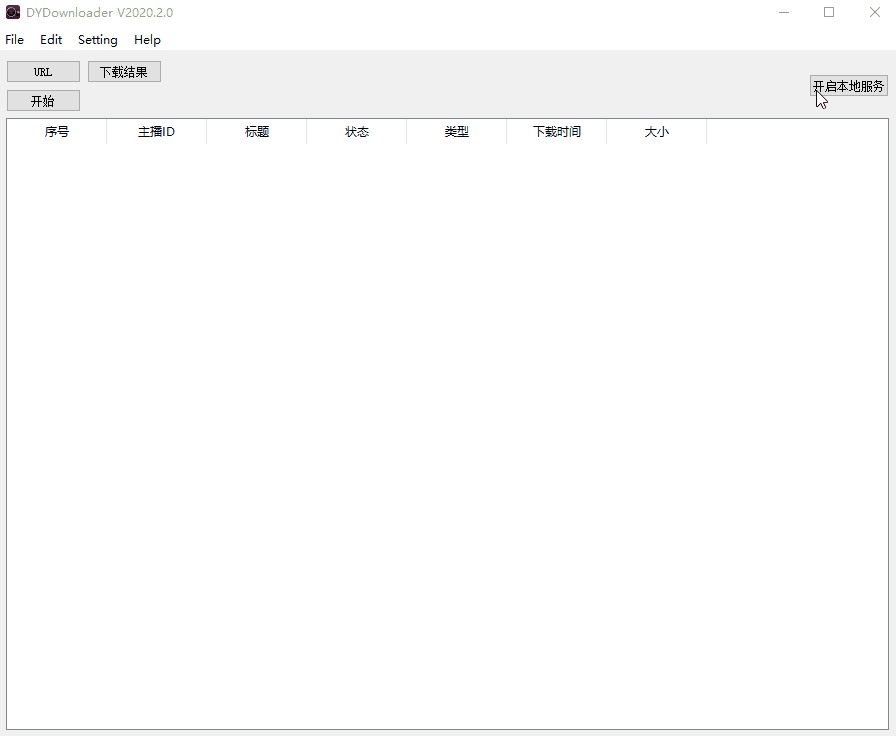 DYDownloader V2020.2.0
File Edit Setting Help
URL 下载结果
开启本地服务
开始
序号 主播ID 标题 状态 类型 下载时间 大小